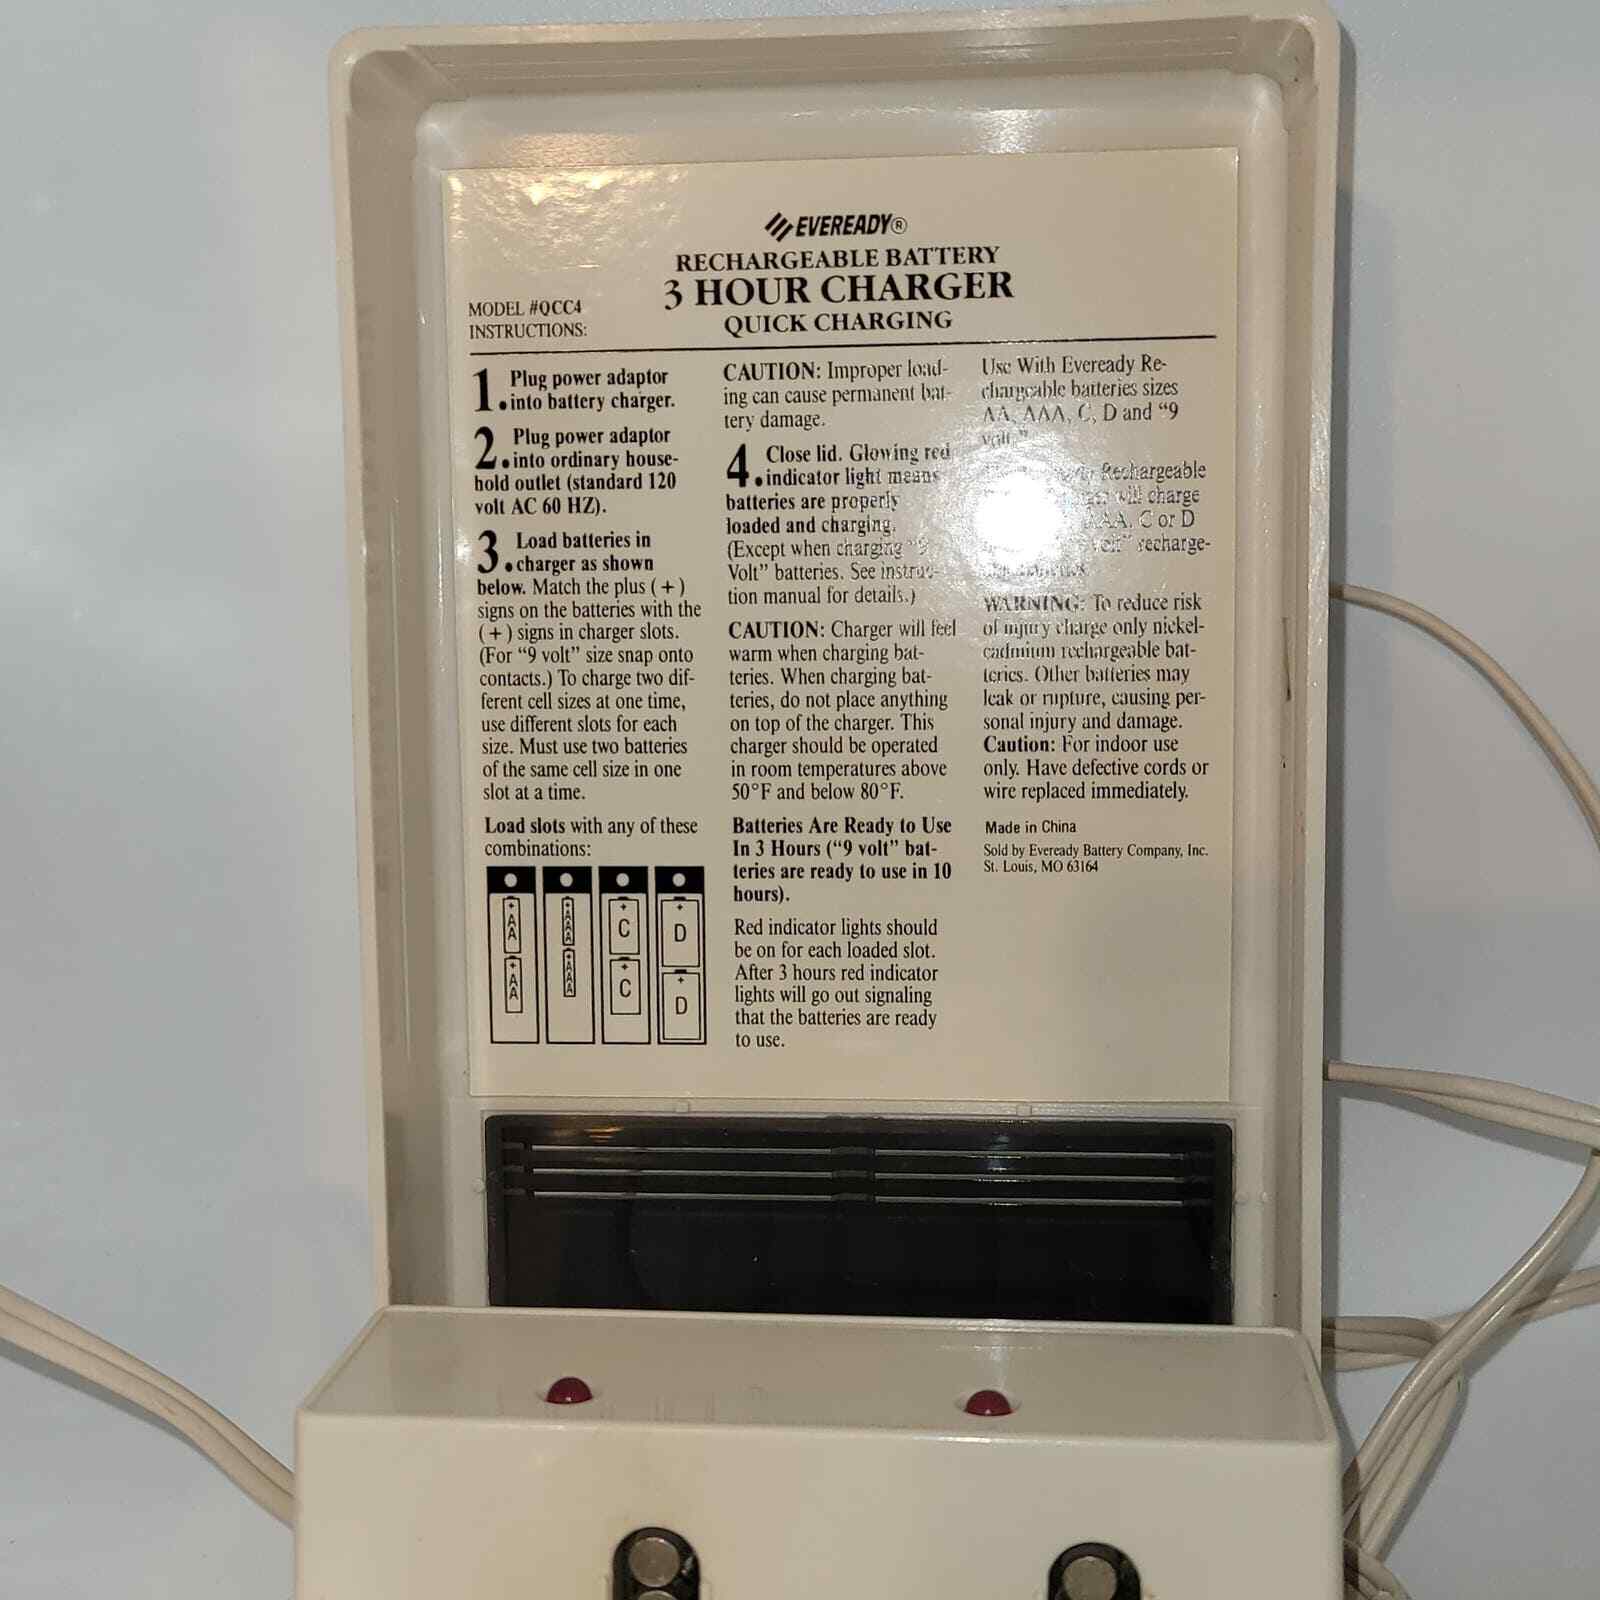 EVEREADY®
RECHARGEABLE BATTERY
3 HOUR CHARGER
QUICK CHARGING
MODEL #QCC4
INSTRUCTIONS:
1. Plug power adaptor
into battery charger.
2. Plug power adaptor
into ordinary house-
hold outlet (standard 120
volt AC 60 HZ).
3. Load batteries in
charger as shown
below. Match the plus (+)
signs on the batteries with the
(+) signs in charger slots.
(For "9 volt" size snap onto
contacts.) To charge two dif-
ferent cell sizes at one time,
use different slots for each
size. Must use two batteries
of the same cell size in one
slot at a time.
Load slots with any of these
combinations:
+ AA
+ AA
+ AAA
+ AAA
+ C
+ C
+ D
+ D
CAUTION: Improper load-
ing can cause permanent bat-
tery damage.
4. Close lid. Glowing red
indicator light means
batteries are properly
loaded and charging.
(Except when charging "9
Volt" batteries. See instruc-
tion manual for details.)
CAUTION: Charger will feel
warm when charging bat-
teries. When charging bat-
teries, do not place anything
on top of the charger. This
charger should be operated
in room temperatures above
50°F and below 80°F.
Batteries Are Ready to Use
In 3 Hours ("9 volt" bat-
teries are ready to use in 10
hours).
Red indicator lights should
be on for each loaded slot.
After 3 hours red indicator
lights will go out signaling
that the batteries are ready
to use.
Use With Eveready Re-
chargeable batteries sizes
AA, AAA, C, D and "9
volt."
Rechargeable
will charge
AAA, C or D
volt" recharge-
WARNING: To reduce risk
of injury charge only nickel-
cadmium rechargeable bat-
teries. Other batteries may
leak or rupture, causing per-
sonal injury and damage.
Caution: For indoor use
only. Have defective cords or
wire replaced immediately.
Made in China
Sold by Eveready Battery Company, Inc.
St. Louis, MO 63164